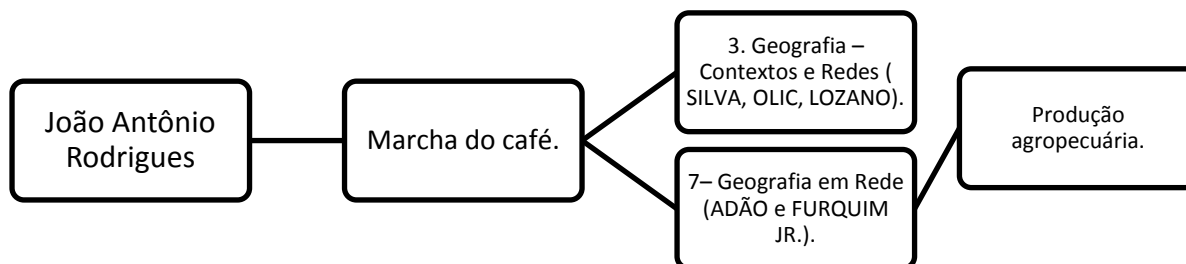 João Antônio
Rodrigues
Marcha do café.
3. Geografia –
Contextos e Redes (
SILVA, OLIC, LOZANO).
7– Geografia em Rede
(ADÃO e FURQUIM
JR.).
Produção
agropecuária.